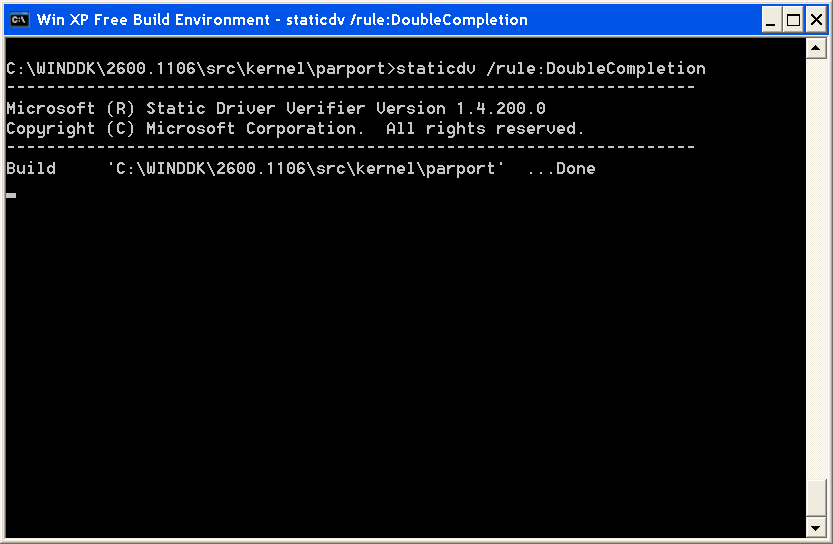 Win XP Free Build Environment - staticdv /rule:DoubleCompletion
C:\WINDDK\2600.1106\src\kernel\parport>staticdv /rule:DoubleCompletion
---------------------------------------------------------------------
Microsoft (R) Static Driver Verifier Version 1.4.200.0
Copyright (C) Microsoft Corporation.  All rights reserved.
---------------------------------------------------------------------
Build     'C:\WINDDK\2600.1106\src\kernel\parport'  ...Done